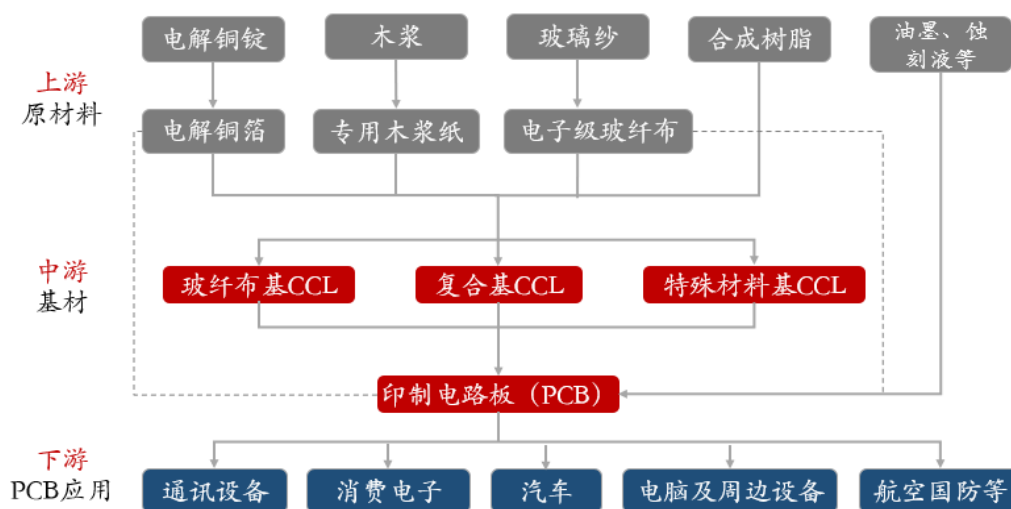 电解铜锭
木浆
玻璃纱
合成树脂
油墨、蚀
刻液等
上游
原材料
电解铜箔
专用木浆纸
电子级玻纤布
中游
基材
玻纤布基CCL
复合基CCL
特殊材料基CCL
印制电路板（PCB）
下游
PCB应用
通讯设备
消费电子
汽车
电脑及周边设备
航空国防等